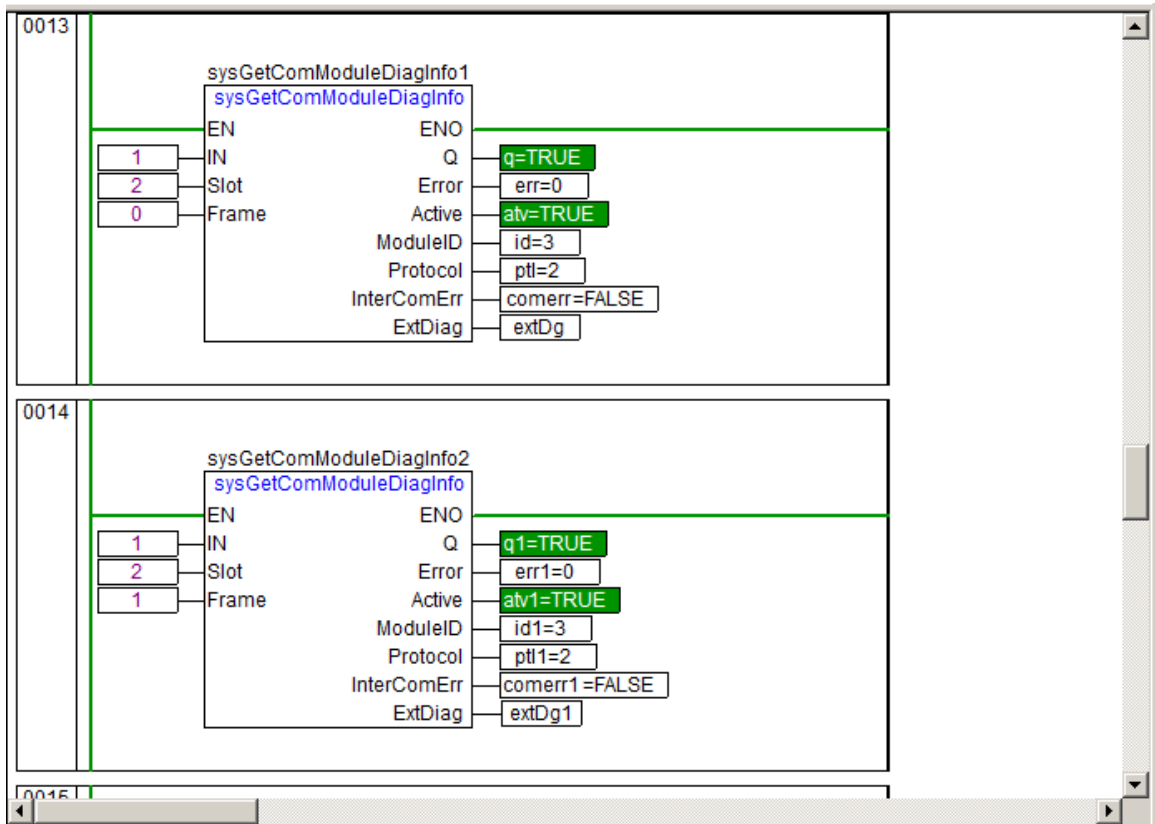 0013
sysGetComModuleDiagInfo1
sysGetComModuleDiagInfo
EN ENO
1 IN Q q=TRUE
2 Slot Error err=0
0 Frame Active atv=TRUE
ModuleID id=3
Protocol ptl=2
InterComErr comerr=FALSE
ExtDiag extDg
0014
sysGetComModuleDiagInfo2
sysGetComModuleDiagInfo
EN ENO
1 IN Q q1=TRUE
2 Slot Error err1=0
1 Frame Active atv1=TRUE
ModuleID id1=3
Protocol ptl1=2
InterComErr comerr1=FALSE
ExtDiag extDg1
0015